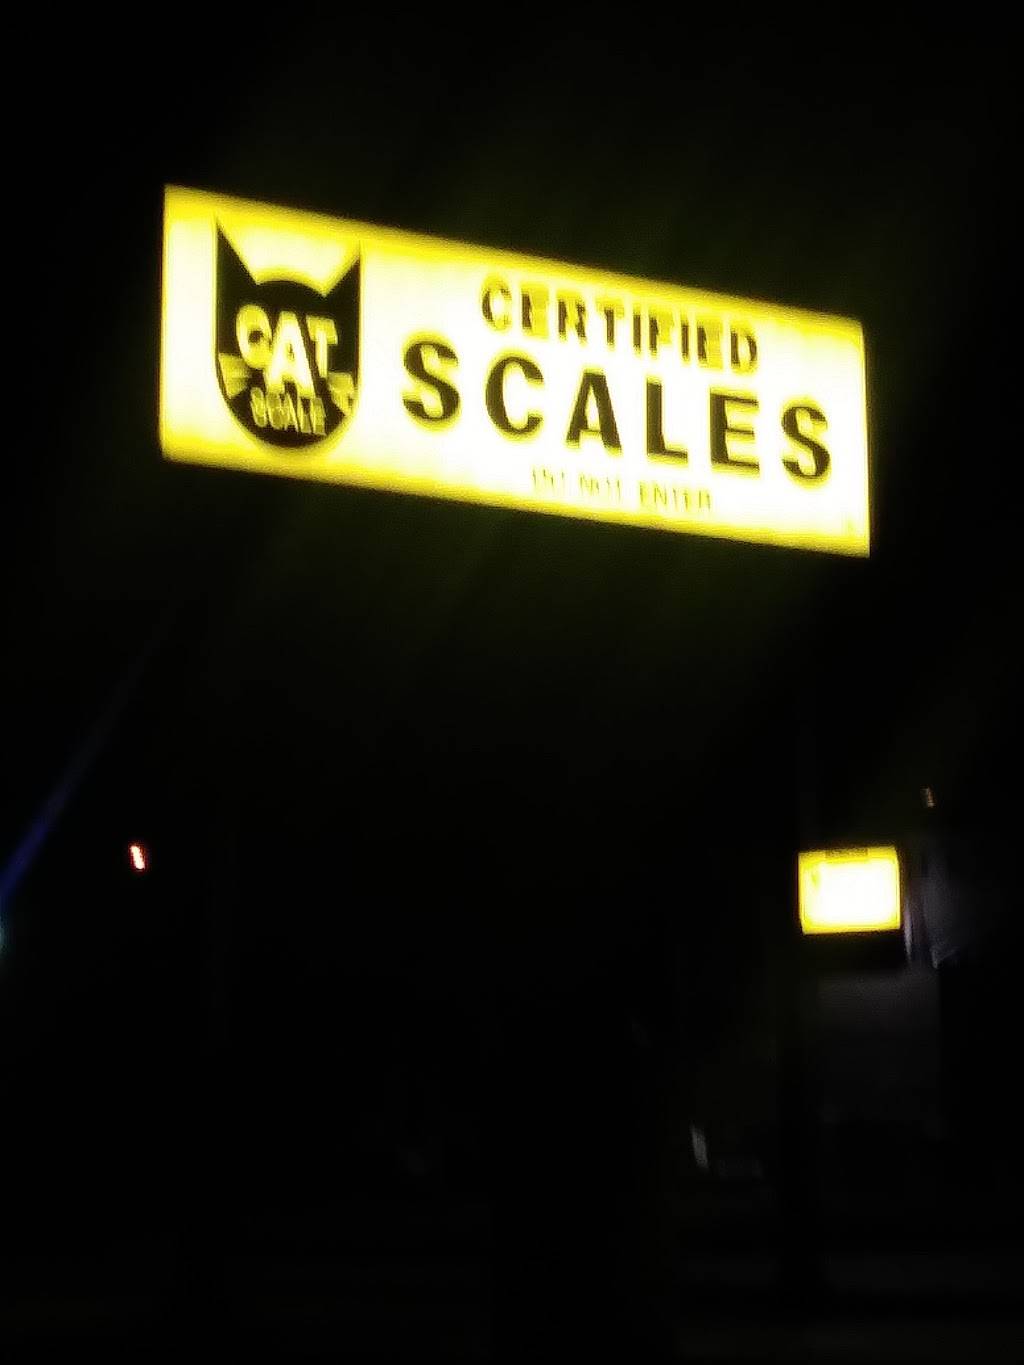 CAT
SCALE
CERTIFIED
SCALES
DO NOT ENTER